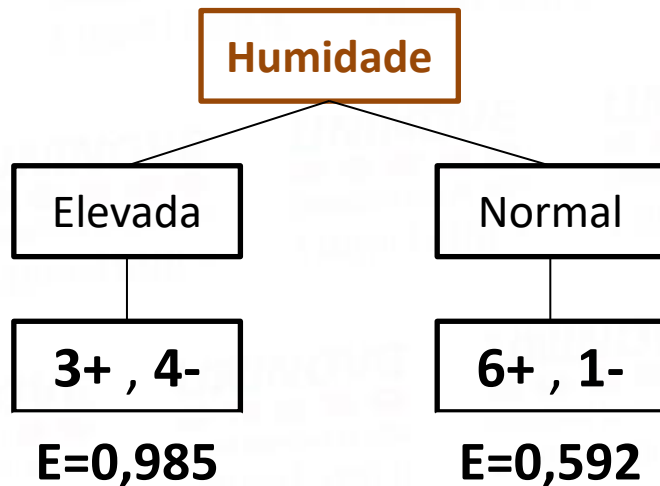 Humidade
Elevada
Normal
3+ , 4-
6+ , 1-
E=0,985
E=0,592